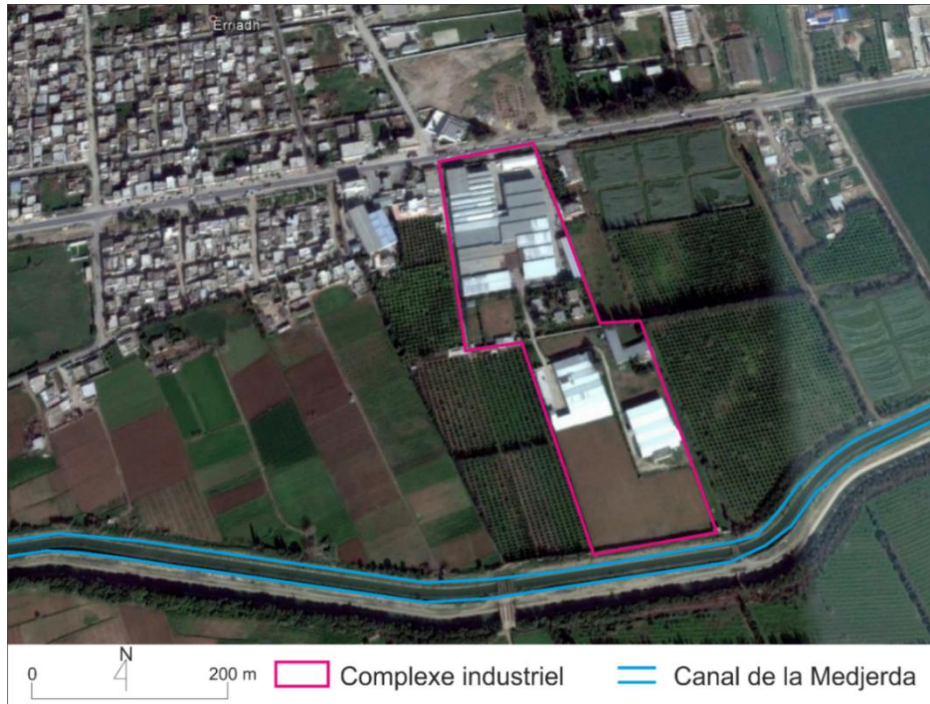 Erriadh
N
0 200 m
Complexe industriel
Canal de la Medjerda